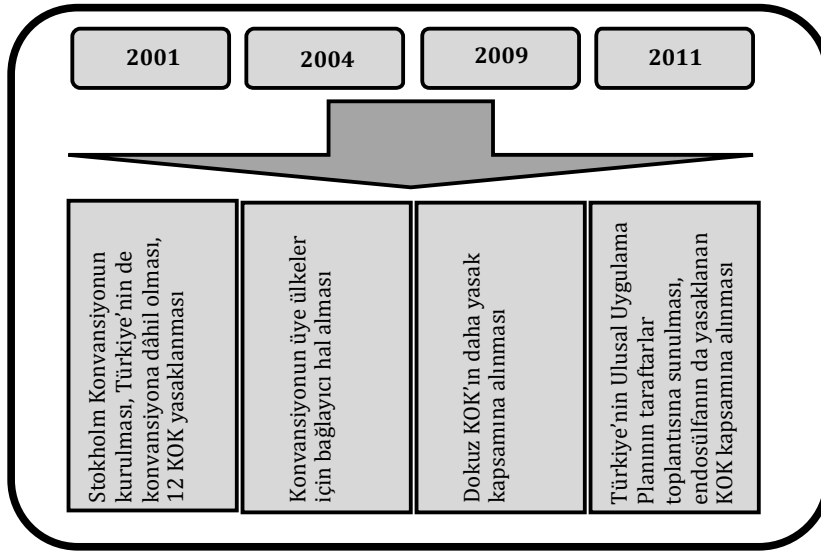 2001
2004
2009
2011
Stokholm Konvansiyonun
kurulması, Türkiye’nin de
konvansiyona dâhil olması,
12 KOK yasaklanması
Konvansiyonun üye ülkeler
için bağlayıcı hal alması
Dokuz KOK’ın daha yasak
kapsamına alınması
Türkiye’nin Ulusal Uygulama
Planının taraftarlar
toplantısına sunulması,
endosülfanın da yasaklanan
KOK kapsamına alınması